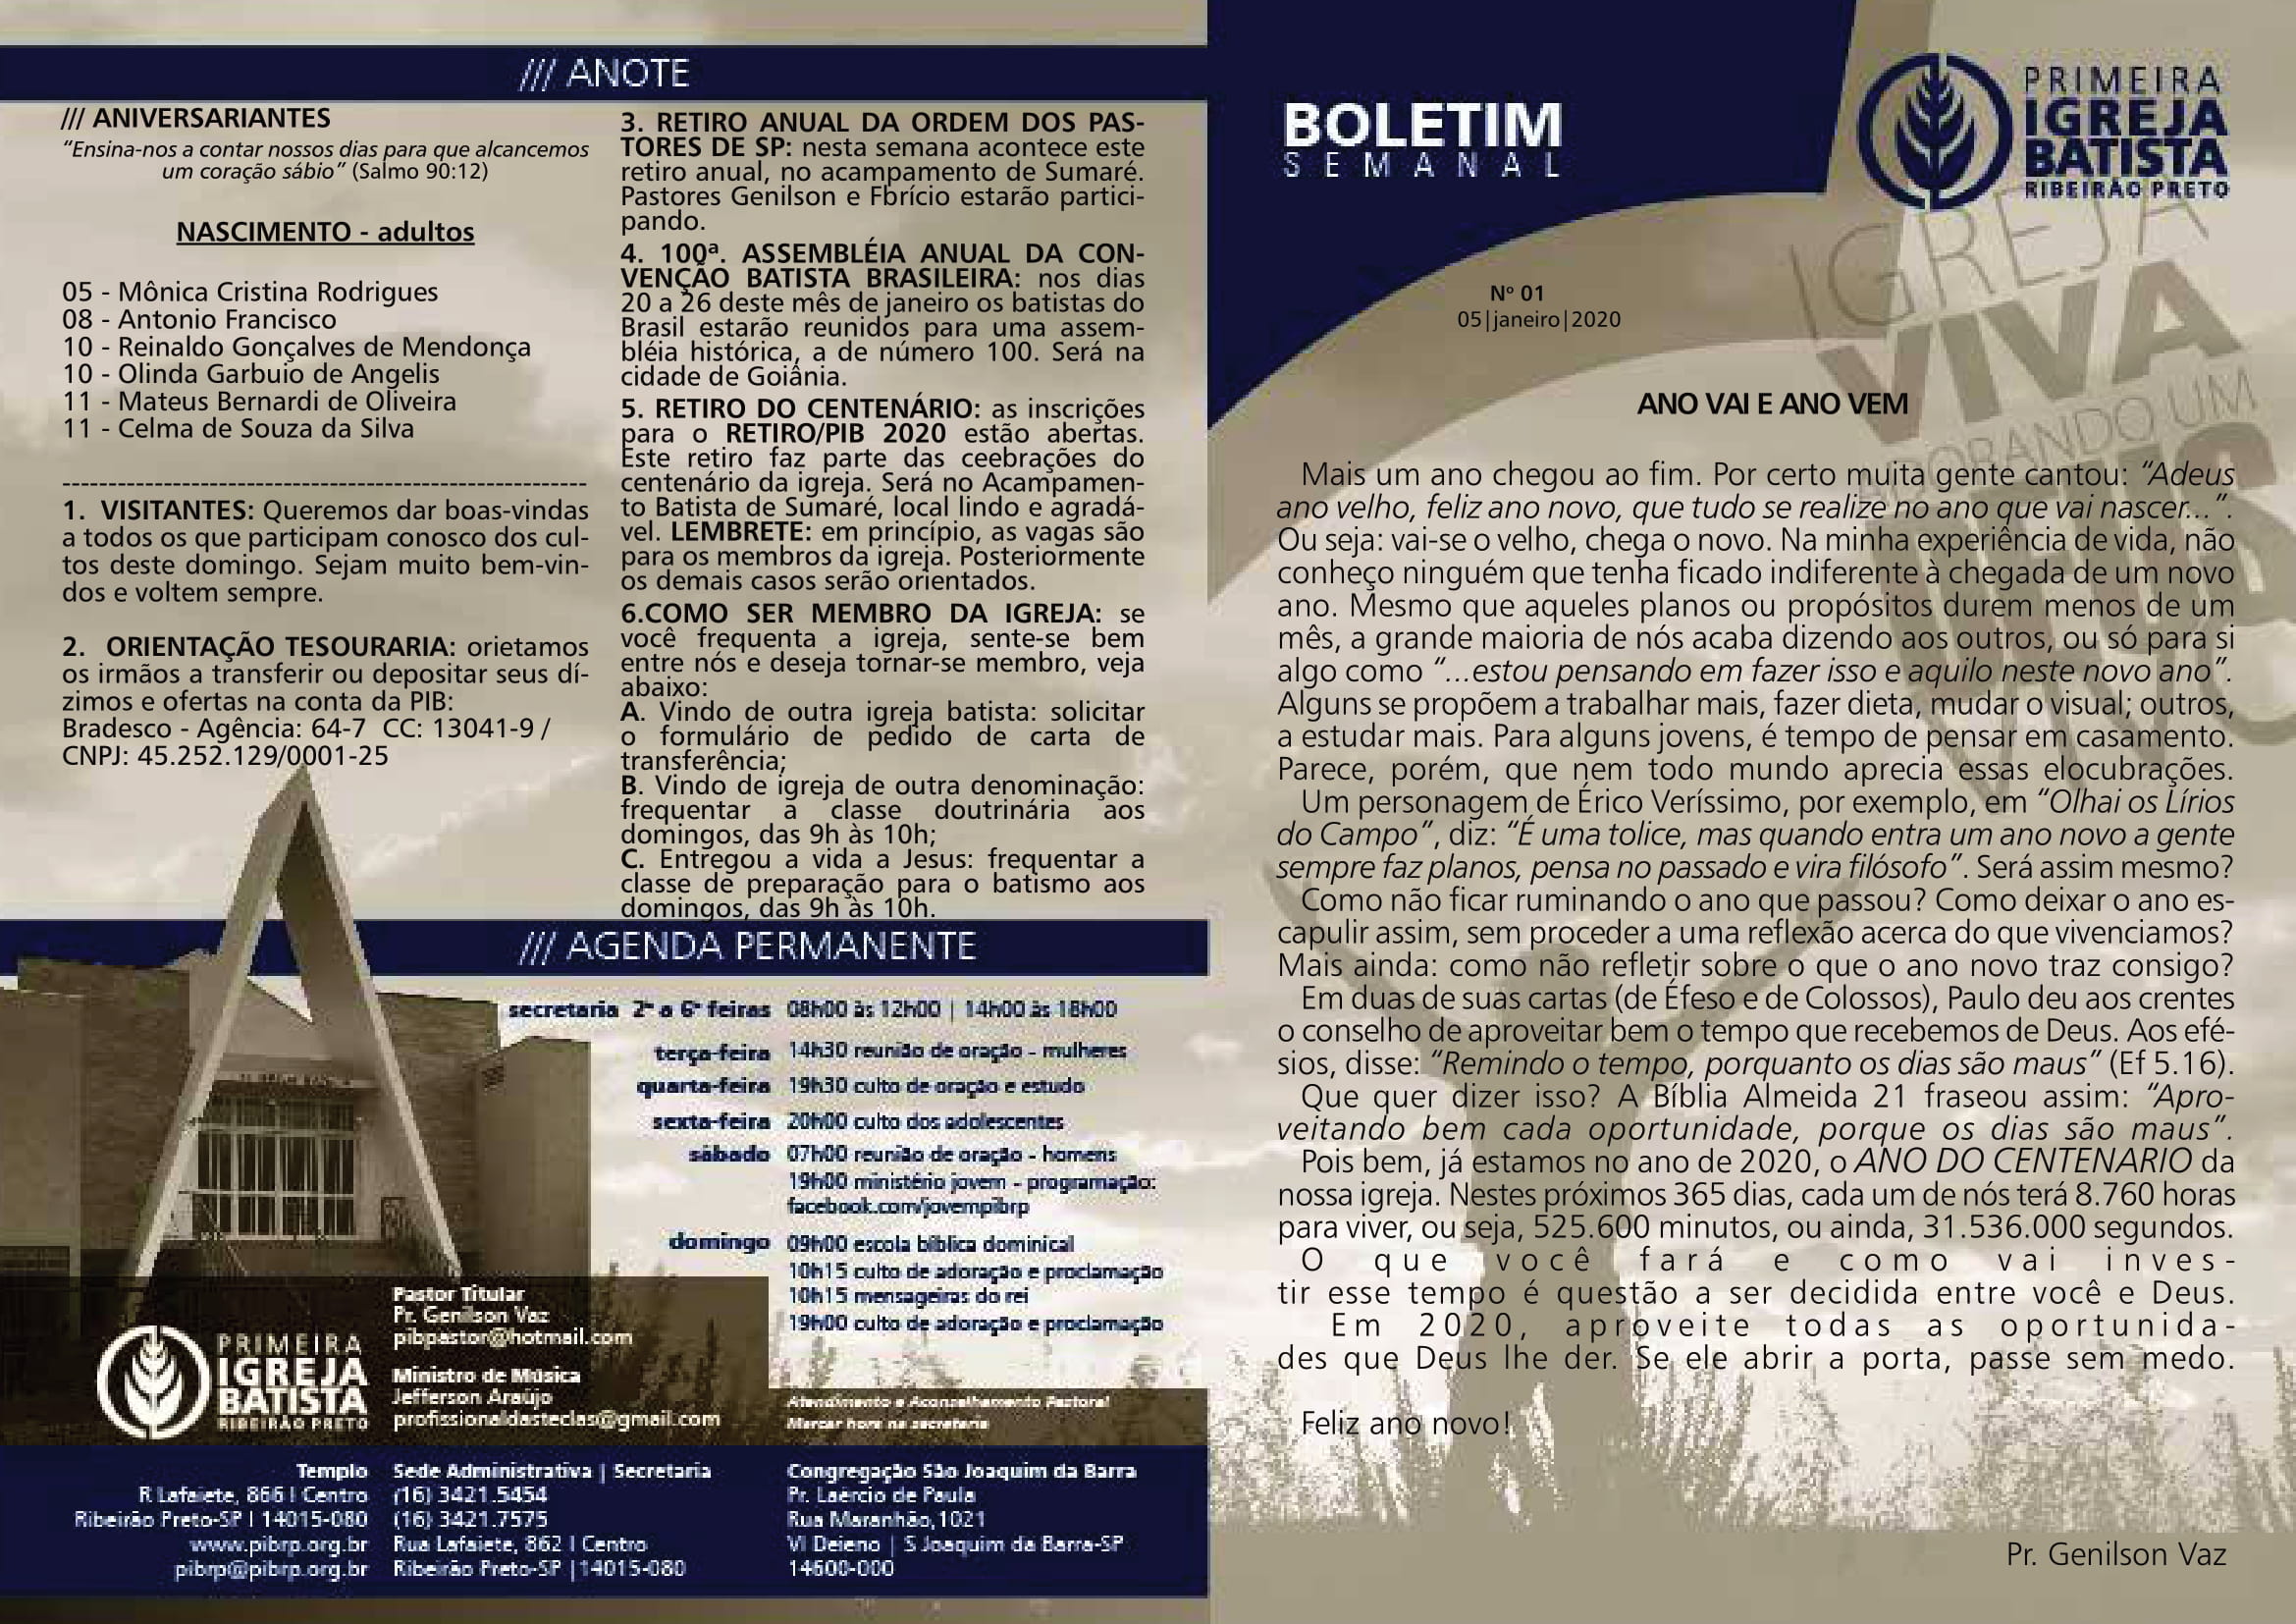 /// ANOTE
/// ANIVERSARIANTES
“Ensina-nos a contar nossos dias para que alcancemos
um coração sábio” (Salmo 90:12)
NASCIMENTO - adultos
05 - Mônica Cristina Rodrigues
08 - Antonio Francisco
10 - Reinaldo Gonçalves de Mendonça
10 - Olinda Garbuio de Angelis
11 - Mateus Bernardi de Oliveira
11 - Celma de Souza da Silva
----------------------------------------------------------
1. VISITANTES: Queremos dar boas-vindas
a todos os que participam conosco dos cul-
tos deste domingo. Sejam muito bem-vin-
dos e voltem sempre.
2. ORIENTAÇÃO TESOURARIA: orietamos
os irmãos a transferir ou depositar seus dí-
zimos e ofertas na conta da PIB:
Bradesco - Agência: 64-7 CC: 13041-9 /
CNPJ: 45.252.129/0001-25
3. RETIRO ANUAL DA ORDEM DOS PAS-
TORES DE SP: nesta semana acontece este
retiro anual, no acampamento de Sumaré.
Pastores Genilson e Fbrício estarão partici-
pando.
4. 100ª. ASSEMBLÉIA ANUAL DA CON-
VENÇÃO BATISTA BRASILEIRA: nos dias
20 a 26 deste mês de janeiro os batistas do
Brasil estarão reunidos para uma assem-
bléia histórica, a de número 100. Será na
cidade de Goiânia.
5. RETIRO DO CENTENÁRIO: as inscrições
para o RETIRO/PIB 2020 estão abertas.
Este retiro faz parte das ceebrações do
centenário da igreja. Será no Acampamen-
to Batista de Sumaré, local lindo e agradá-
vel. LEMBRETE: em princípio, as vagas são
para os membros da igreja. Posteriormente
os demais casos serão orientados.
6.COMO SER MEMBRO DA IGREJA: se
você frequenta a igreja, sente-se bem
entre nós e deseja tornar-se membro, veja
abaixo:
A. Vindo de outra igreja batista: solicitar
o formulário de pedido de carta de
transferência;
B. Vindo de igreja de outra denominação:
frequentar a classe doutrinária aos
domingos, das 9h às 10h;
C. Entregou a vida a Jesus: frequentar a
classe de preparação para o batismo aos
domingos, das 9h às 10h.
/// AGENDA PERMANENTE
secretaria 2ª a 6ª feiras 08h00 às 12h00 | 14h00 às 18h00
terça-feira 14h30 reunião de oração - mulheres
quarta-feira 19h30 culto de oração e estudo
sexta-feira 20h00 culto dos adolescentes
sábado 07h00 reunião de oração - homens
19h00 ministério jovem - programação:
facebook.com/jovempibrp
domingo 09h00 escola bíblica dominical
10h15 culto de adoração e proclamação
10h15 mensageiras do rei
19h00 culto de adoração e proclamação
PRIMEIRA
IGREJA
BATISTA
RIBEIRÃO PRETO
Pastor Titular
Pr. Genilson Vaz
pibpastor@hotmail.com
Ministro de Música
Jefferson Araújo
profissionaldasteclas@gmail.com
Atendimento e Aconselhamento Pastoral
Marcar hora na secretaria
Templo
R Lafaiete, 866 | Centro
Ribeirão Preto-SP | 14015-080
www.pibrp.org.br
pibrp@pibrp.org.br
Sede Administrativa | Secretaria
(16) 3421.5454
(16) 3421.7575
Rua Lafaiete, 862 | Centro
Ribeirão Preto-SP |14015-080
Congregação São Joaquim da Barra
Pr. Laércio de Paula
Rua Maranhão,1021
Vl Deieno | S Joaquim da Barra-SP
14600-000
BOLETIM
SEMANAL
PRIMEIRA
IGREJA
BATISTA
RIBEIRÃO PRETO
IGREJA
VIVA
ADORANDO UM
DEUS
VIVO
Nº 01
05|janeiro|2020
ANO VAI E ANO VEM
Mais um ano chegou ao fim. Por certo muita gente cantou: “Adeus
ano velho, feliz ano novo, que tudo se realize no ano que vai nascer...”.
Ou seja: vai-se o velho, chega o novo. Na minha experiência de vida, não
conheço ninguém que tenha ficado indiferente à chegada de um novo
ano. Mesmo que aqueles planos ou propósitos durem menos de um
mês, a grande maioria de nós acaba dizendo aos outros, ou só para si
algo como “...estou pensando em fazer isso e aquilo neste novo ano”.
Alguns se propõem a trabalhar mais, fazer dieta, mudar o visual; outros,
a estudar mais. Para alguns jovens, é tempo de pensar em casamento.
Parece, porém, que nem todo mundo aprecia essas elocubrações.
Um personagem de Érico Veríssimo, por exemplo, em “Olhai os Lírios
do Campo”, diz: “É uma tolice, mas quando entra um ano novo a gente
sempre faz planos, pensa no passado e vira filósofo”. Será assim mesmo?
Como não ficar ruminando o ano que passou? Como deixar o ano es-
capulir assim, sem proceder a uma reflexão acerca do que vivenciamos?
Mais ainda: como não refletir sobre o que o ano novo traz consigo?
Em duas de suas cartas (de Éfeso e de Colossos), Paulo deu aos crentes
o conselho de aproveitar bem o tempo que recebemos de Deus. Aos efé-
sios, disse: “Remindo o tempo, porquanto os dias são maus” (Ef 5.16).
Que quer dizer isso? A Bíblia Almeida 21 fraseou assim: “Apro-
veitando bem cada oportunidade, porque os dias são maus”.
Pois bem, já estamos no ano de 2020, o ANO DO CENTENARIO da
nossa igreja. Nestes próximos 365 dias, cada um de nós terá 8.760 horas
para viver, ou seja, 525.600 minutos, ou ainda, 31.536.000 segundos.
O que você fará e como vai inves-
tir esse tempo é questão a ser decidida entre você e Deus.
Em 2020, aproveite todas as oportunida-
des que Deus lhe der. Se ele abrir a porta, passe sem medo.
Feliz ano novo!
Pr. Genilson Vaz